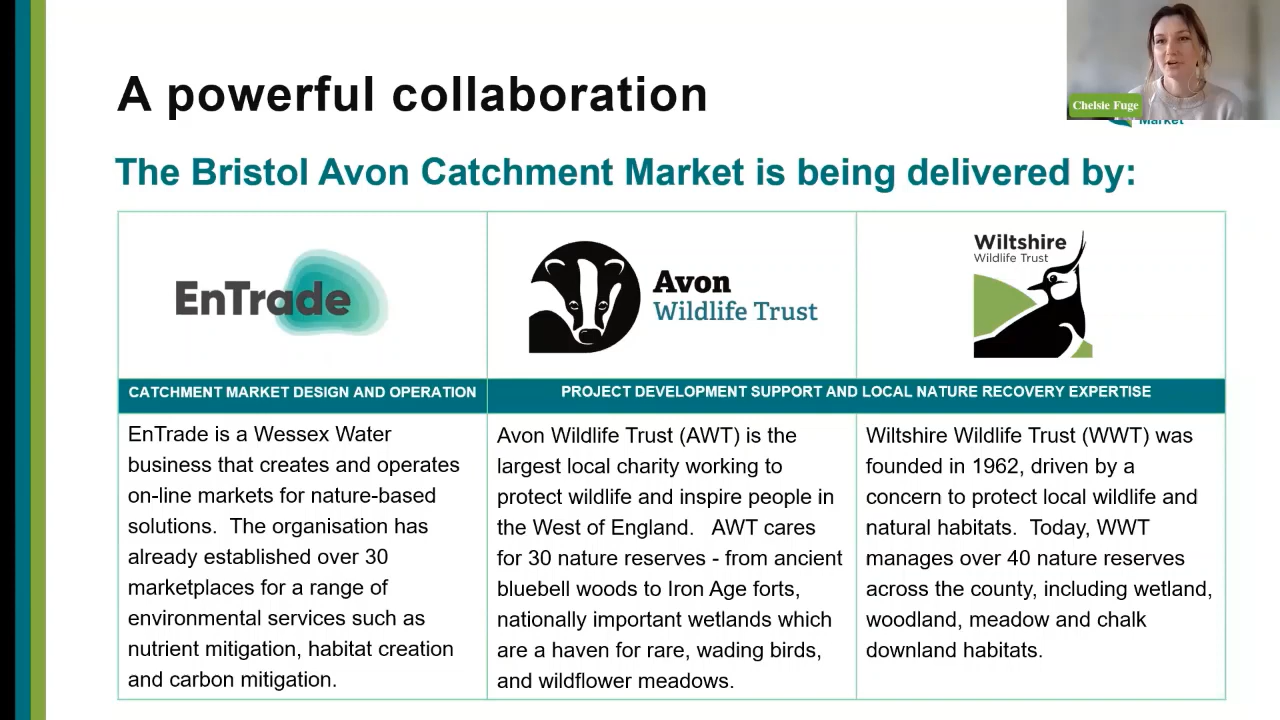 A powerful collaboration
Chelsie Fuge
Market
The Bristol Avon Catchment Market is being delivered by:
EnTrade
Avon
Wildlife Trust
Wiltshire
Wildlife Trust
CATCHMENT MARKET DESIGN AND OPERATION
PROJECT DEVELOPMENT SUPPORT AND LOCAL NATURE RECOVERY EXPERTISE
EnTrade is a Wessex Water
business that creates and operates
on-line markets for nature-based
solutions.  The organisation has
already established over 30
marketplaces for a range of
environmental services such as
nutrient mitigation, habitat creation
and carbon mitigation.
Avon Wildlife Trust (AWT) is the
largest local charity working to
protect wildlife and inspire people in
the West of England.   AWT cares
for 30 nature reserves - from ancient
bluebell woods to Iron Age forts,
nationally important wetlands which
are a haven for rare, wading birds,
and wildflower meadows.
Wiltshire Wildlife Trust (WWT) was
founded in 1962, driven by a
concern to protect local wildlife and
natural habitats.  Today, WWT
manages over 40 nature reserves
across the county, including wetland,
woodland, meadow and chalk
downland habitats.